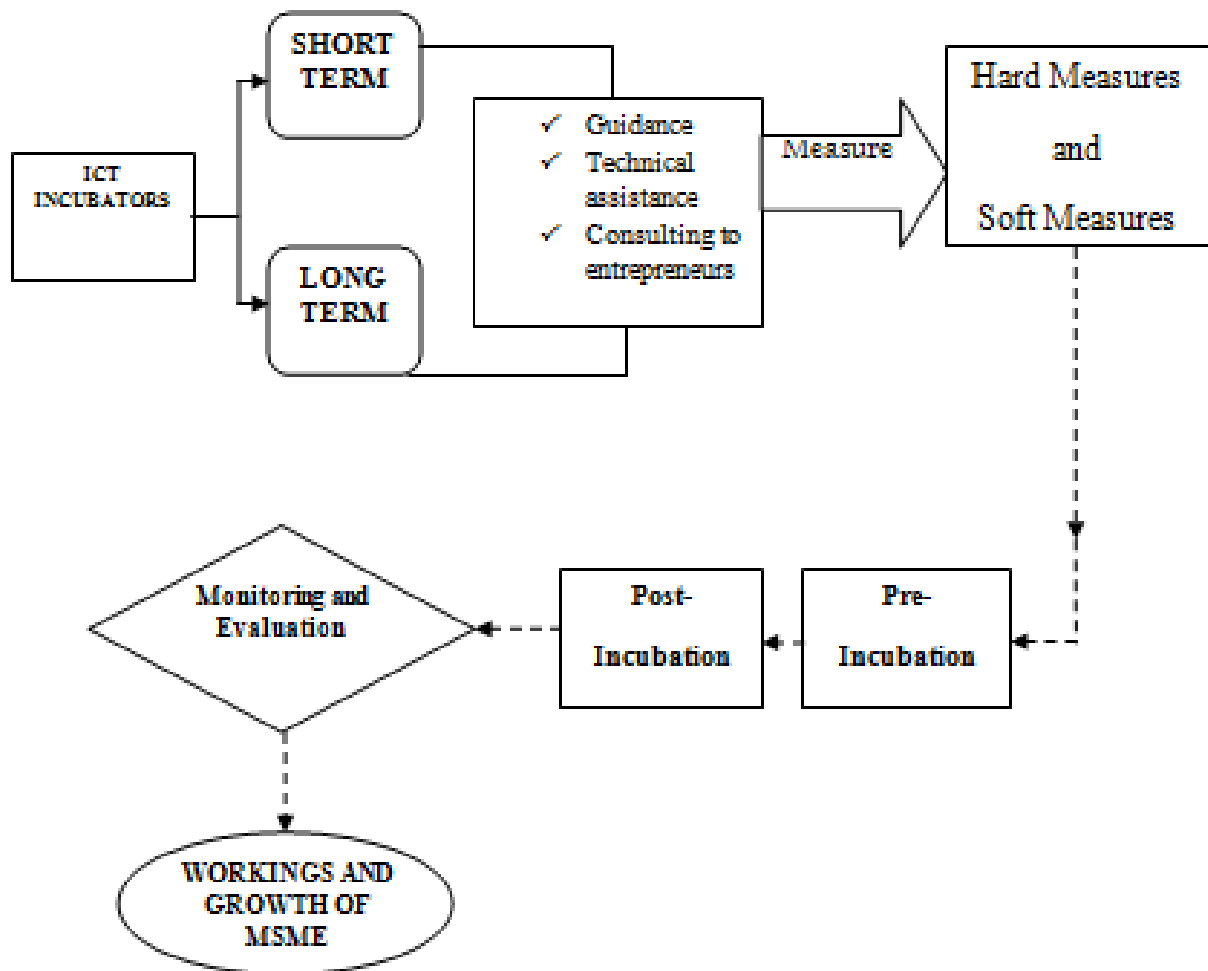 SHORT
TERM
ICT
INCUBATORS
LONG
TERM
✓ Guidance
✓ Technical
assistance
✓ Consulting to
entrepreneurs
Measure
Hard Measures
and
Soft Measures
Pre-
Incubation
Post-
Incubation
Monitoring and
Evaluation
WORKINGS AND
GROWTH OF
MSME